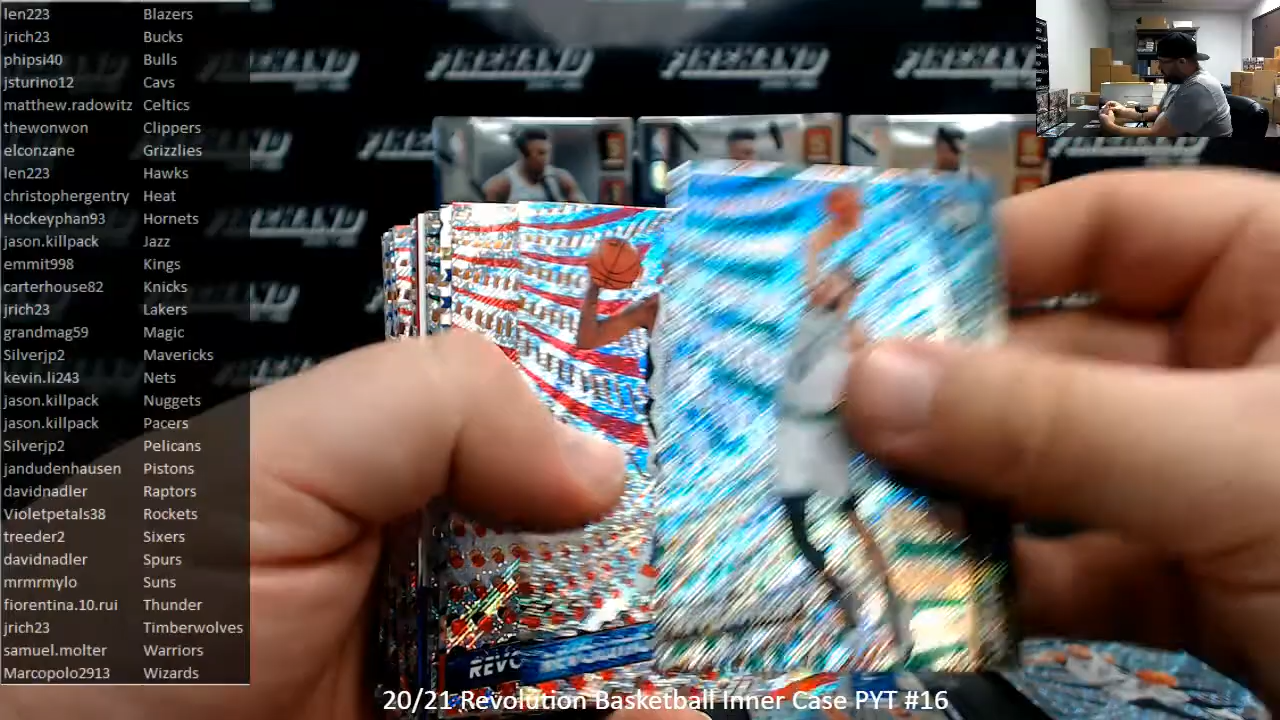 len223 Blazers
jrich23 Bucks
phipsi40 Bulls
jsturino12 Cavs
matthew.radowitz Celtics
thewonwon Clippers
elconzane Grizzlies
len223 Hawks
christophergentry Heat
Hockeyphan93 Hornets
jason.killpack Jazz
emmit998 Kings
carterhouse82 Knicks
jrich23 Lakers
grandmag59 Magic
Silverjp2 Mavericks
kevin.li243 Nets
jason.killpack Nuggets
jason.killpack Pacers
Silverjp2 Pelicans
jandudenhausen Pistons
davidnadler Raptors
Violetpetals38 Rockets
treeder2 Sixers
davidnadler Spurs
mrmrmylo Suns
fiorentina.10.rui Thunder
jrich23 Timberwolves
samuel.molter Warriors
Marcopolo2913 Wizards
FIREHAND FIREHAND FIREHAND
REVO
20/21 Revolution Basketball Inner Case PYT #16